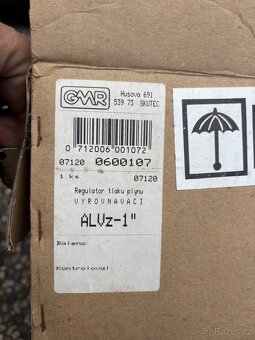 GMR
Husova 691
539 73 SKUTEC
0 712006 001072
07120 0600107
1 ks 07120
Regulator tlaku plynu
VYROVNAVACI
ALVz-1"
Baleno:
Kontroloval: